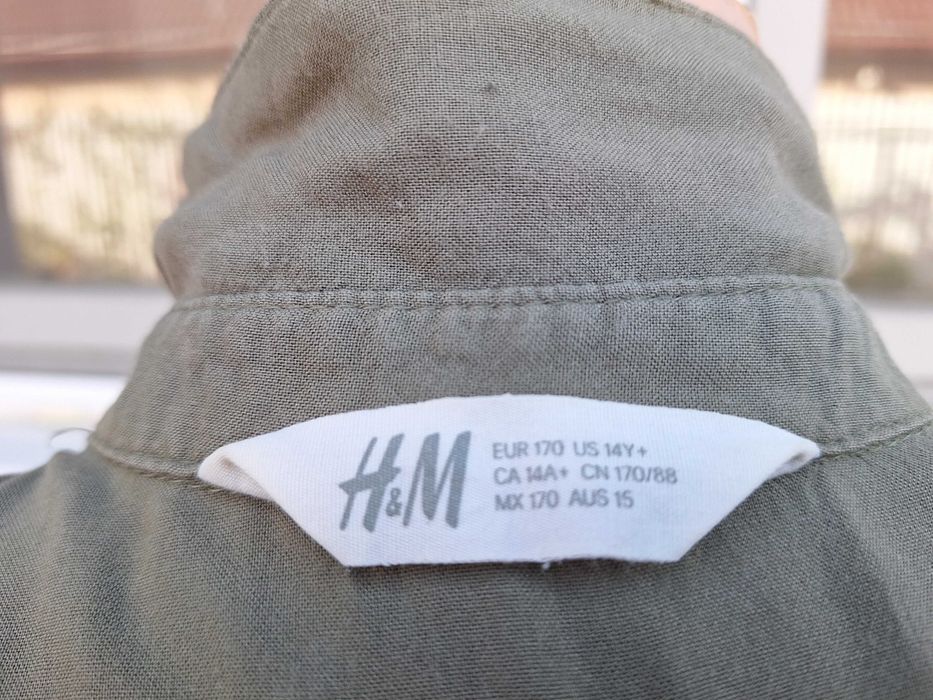 H&M
EUR 170 US 14Y+
CA 14A+ CN 170/88
MX 170 AUS 15